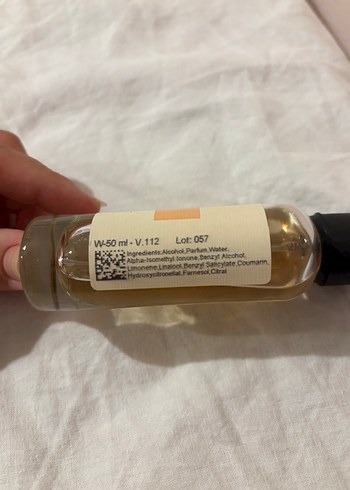 W-50 ml - V.112 Lot: 057
Ingredients:Alcohol,Parfum,Water,
Alpha-Isomethyl Ionone,Benzyl Alcohol,
Limonene,Linalool,Benzyl Salicylate,Coumarin,
Hydroxycitronellal,Farnesol,Citral